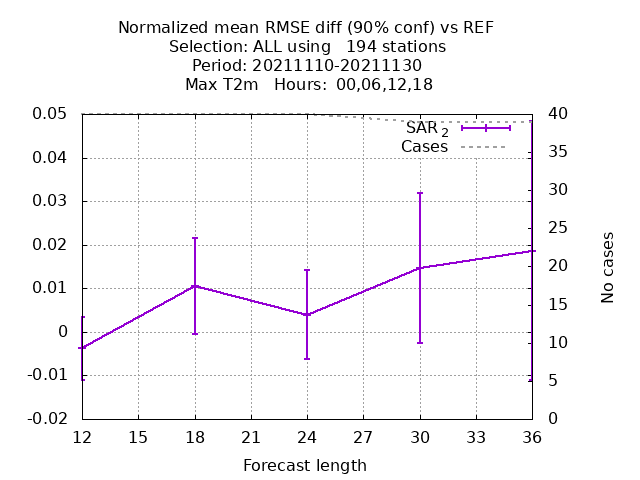 Normalized mean RMSE diff (90% conf) vs REF
Selection: ALL using   194 stations
Period: 20211110-20211130
Max T2m   Hours:  00,06,12,18
0.05
0.04
0.03
0.02
0.01
0
-0.01
-0.02
SAR 2
Cases
40
35
30
25
20
15
10
5
0
No cases
12 15 18 21 24 27 30 33 36
Forecast length